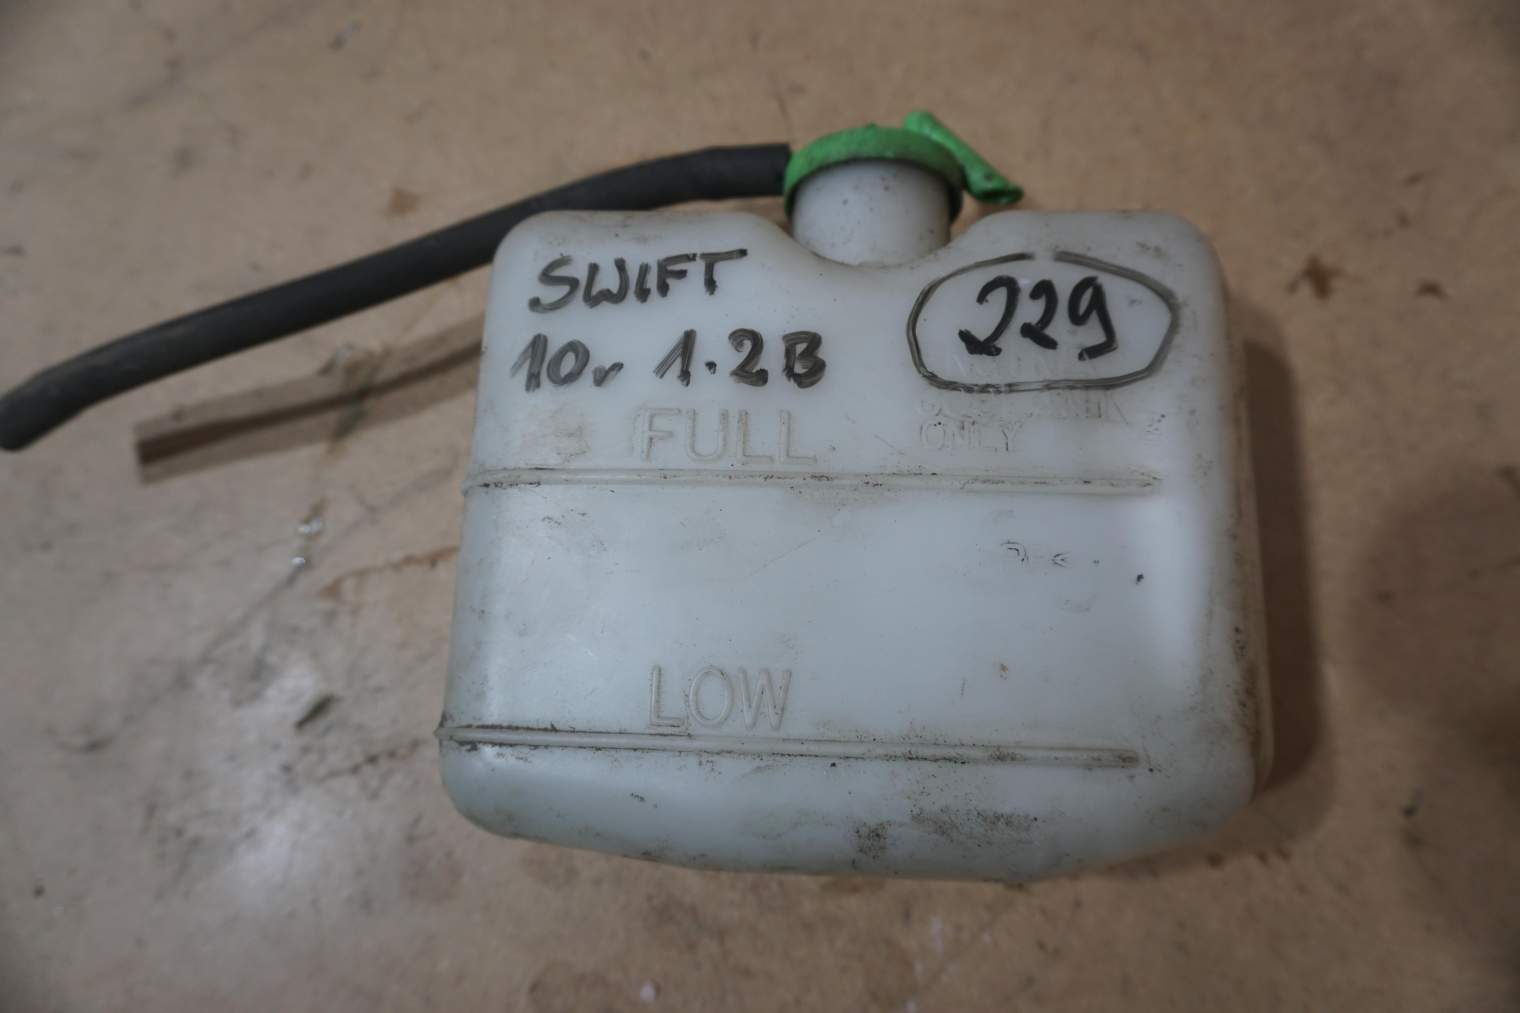 SWIFT
229
10r 1.2B
FULL
ONLY
LOW